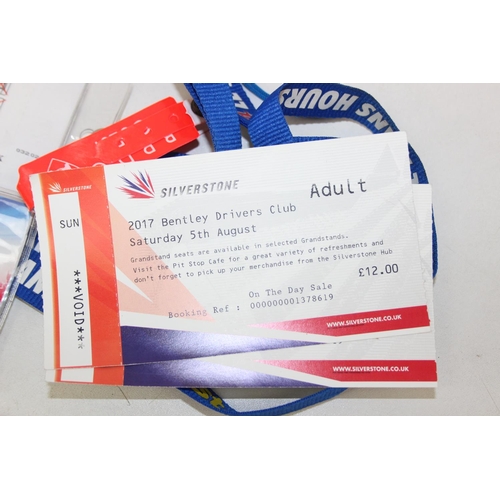 SILVERSTONE
Adult
2017 Bentley Drivers Club
Saturday 5th August
Grandstand seats are available in selected Grandstands.
Visit the Pit Stop Cafe for a great variety of refreshments and
don't forget to pick up your merchandise from the Silverstone Hub
£12.00
On The Day Sale
Booking Ref : 000000001378619
WWW.SILVERSTONE.CO.UK
SUN
***VOID***
WWW.SILVERSTONE.CO.UK
HOURS